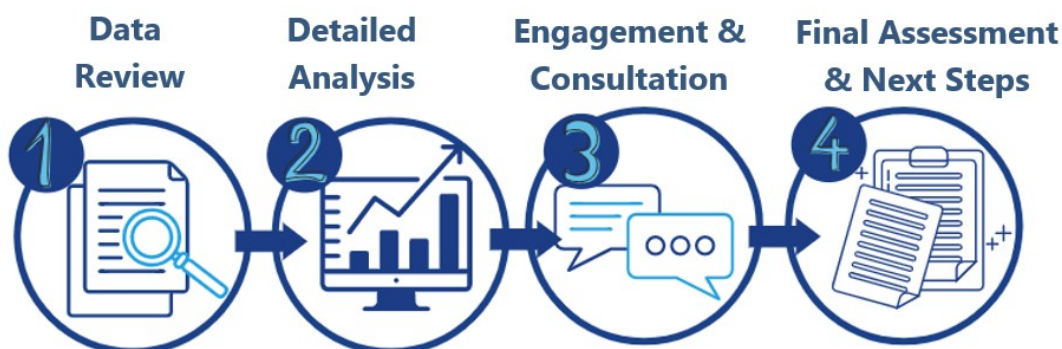 Data
Review
Detailed
Analysis
Engagement &
Consultation
Final Assessment
& Next Steps
1
2
3
4